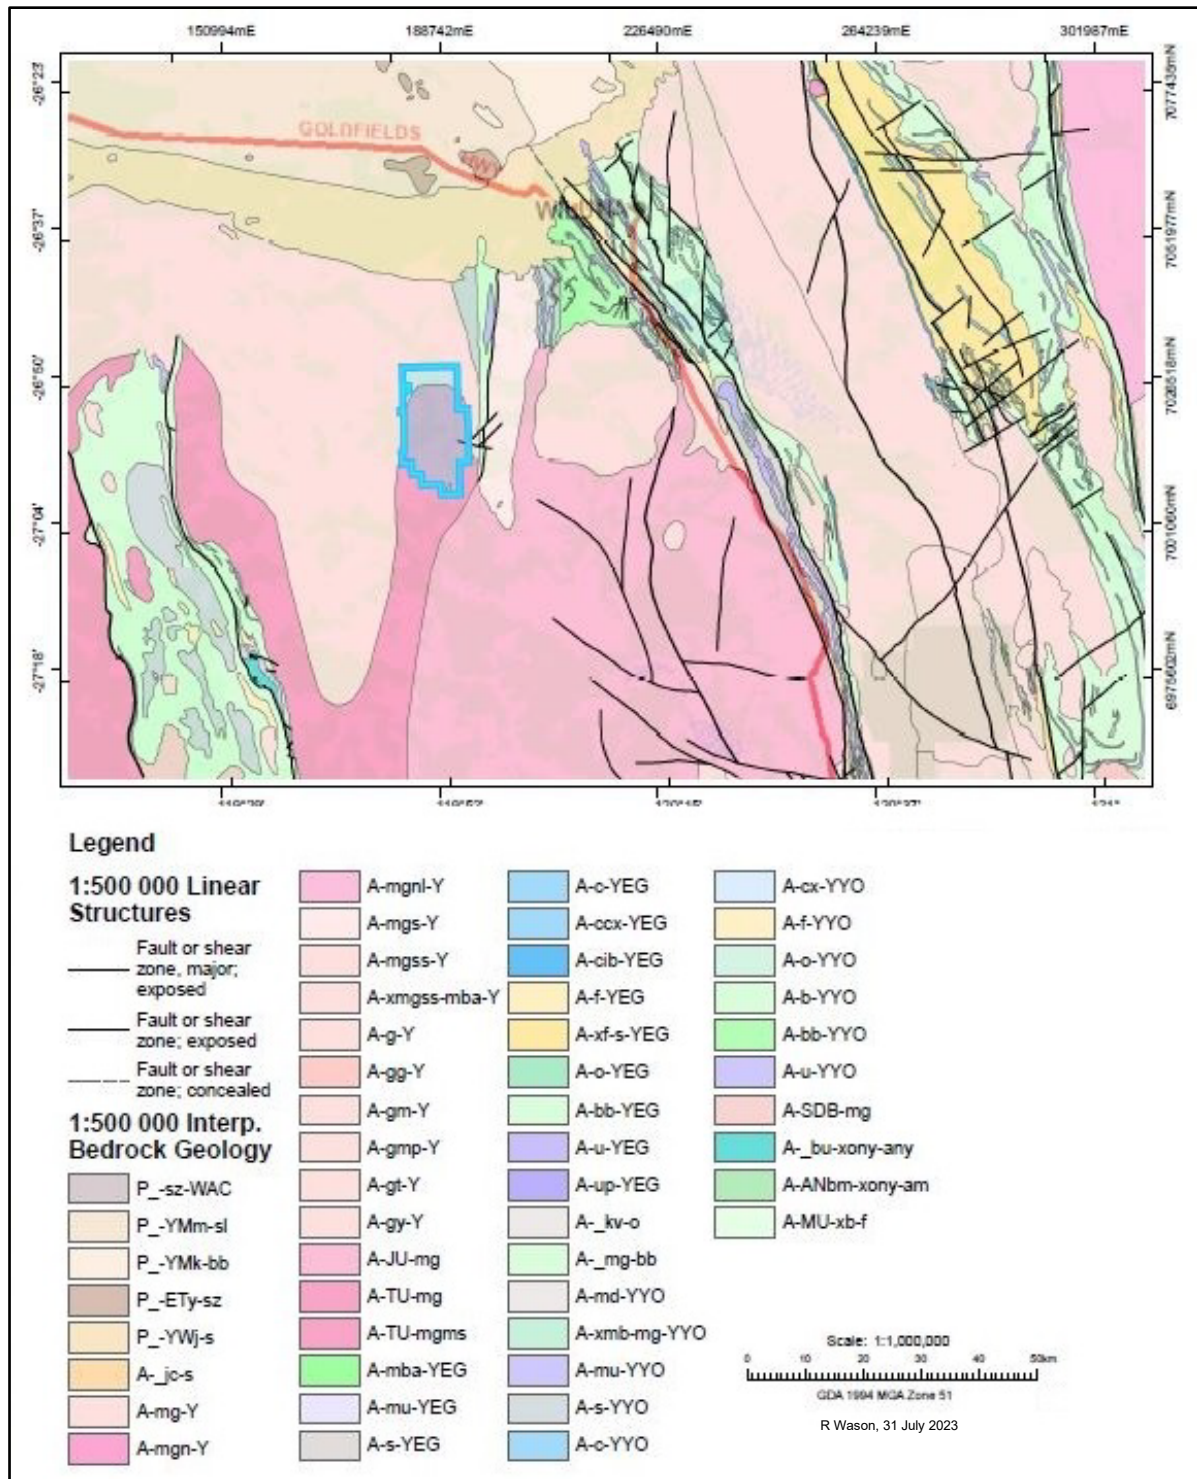 150994mE 188742mE 226490mE 264239mE 301987mE
-26°23'
7077435mN
GOLDFIELDS
HWY
-26°37'
7051977mN
-26°50'
7026518mN
-27°04'
7001060mN
-27°18'
6975602mN
Legend
1:500 000 Linear
Structures
Fault or shear
zone, major;
exposed
Fault or shear
zone; exposed
Fault or shear
zone; concealed
1:500 000 Interp.
Bedrock Geology
P_-sz-WAC
P_-YMm-sl
P_-YMk-bb
P_-ETy-sz
P_-YWj-s
A-_jc-s
A-mg-Y
A-mgn-Y
A-mgnl-Y
A-mgs-Y
A-mgss-Y
A-xmgss-mba-Y
A-g-Y
A-gg-Y
A-gm-Y
A-gmp-Y
A-gt-Y
A-gy-Y
A-JU-mg
A-TU-mg
A-TU-mgms
A-mba-YEG
A-mu-YEG
A-s-YEG
A-c-YEG
A-ccx-YEG
A-cib-YEG
A-f-YEG
A-xf-s-YEG
A-o-YEG
A-bb-YEG
A-u-YEG
A-up-YEG
A-_kv-o
A-_mg-bb
A-md-YYO
A-xmb-mg-YYO
A-mu-YYO
A-s-YYO
A-c-YYO
A-cx-YYO
A-f-YYO
A-o-YYO
A-b-YYO
A-bb-YYO
A-u-YYO
A-SDB-mg
A-_bu-xony-any
A-ANbm-xony-am
A-MU-xb-f
Scale: 1:1,000,000
0 10 20 30 40 50km
GDA 1994 MGA Zone 51
R Wason, 31 July 2023